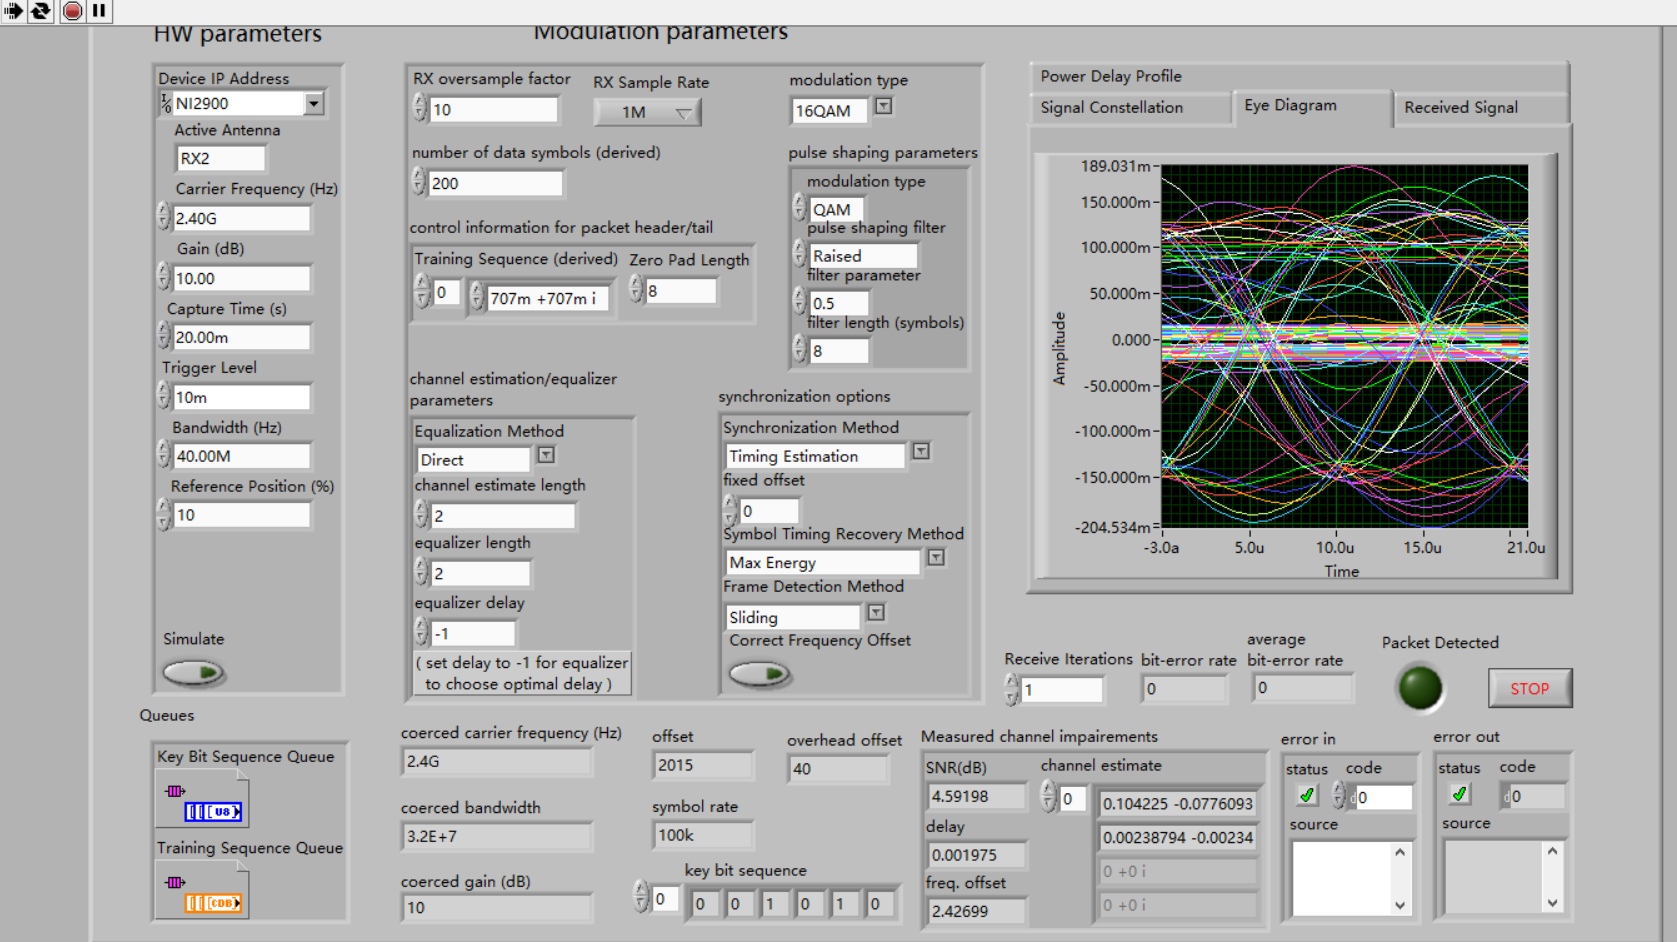 HW parameters
Modulation parameters
Device IP Address
NI2900
Active Antenna
RX2
Carrier Frequency (Hz)
2.40G
Gain (dB)
10.00
Capture Time (s)
20.00m
Trigger Level
10m
Bandwidth (Hz)
40.00M
Reference Position (%)
10
Simulate
RX oversample factor
10
RX Sample Rate
1M
modulation type
16QAM
number of data symbols (derived)
200
pulse shaping parameters
modulation type
QAM
pulse shaping filter
Raised
filter parameter
0.5
filter length (symbols)
8
control information for packet header/tail
Training Sequence (derived)
0
707m +707m i
Zero Pad Length
8
channel estimation/equalizer
parameters
Equalization Method
Direct
channel estimate length
2
equalizer length
2
equalizer delay
-1
( set delay to -1 for equalizer
to choose optimal delay )
synchronization options
Synchronization Method
Timing Estimation
fixed offset
0
Symbol Timing Recovery Method
Max Energy
Frame Detection Method
Sliding
Correct Frequency Offset
Power Delay Profile
Signal Constellation
Eye Diagram
Received Signal
189.031m
150.000m
100.000m
50.000m
0.000
-50.000m
-100.000m
-150.000m
-204.534m
Amplitude
-3.0a
5.0u
10.0u
15.0u
21.0u
Time
Receive Iterations
1
bit-error rate
0
average
bit-error rate
0
Packet Detected
STOP
Queues
Key Bit Sequence Queue
[U8]
Training Sequence Queue
[CDB]
coerced carrier frequency (Hz)
2.4G
coerced bandwidth
3.2E+7
coerced gain (dB)
10
offset
2015
symbol rate
100k
overhead offset
40
key bit sequence
0
0 0 1 0 1 0
Measured channel impairements
SNR(dB)
4.59198
delay
0.001975
freq. offset
2.42699
channel estimate
0
0.104225 -0.0776093
0.00238794 -0.00234
0 +0 i
0 +0 i
error in
status
code
d0
source
error out
status
code
d0
source